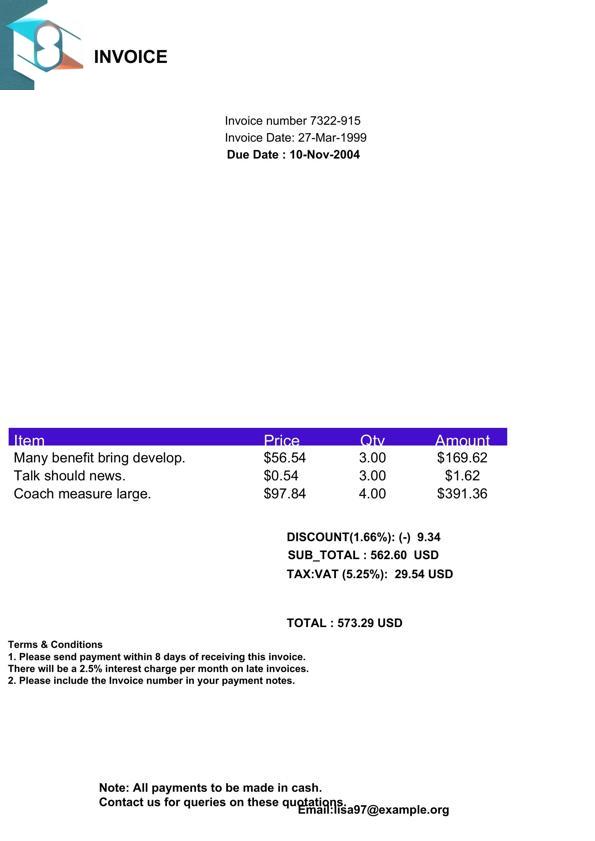 INVOICE
Invoice number 7322-915
Invoice Date: 27-Mar-1999
Due Date : 10-Nov-2004
Item Price Qty Amount
Many benefit bring develop. $56.54 3.00 $169.62
Talk should news. $0.54 3.00 $1.62
Coach measure large. $97.84 4.00 $391.36
DISCOUNT(1.66%): (-) 9.34
SUB_TOTAL : 562.60 USD
TAX:VAT (5.25%): 29.54 USD
TOTAL : 573.29 USD
Terms & Conditions
1. Please send payment within 8 days of receiving this invoice.
There will be a 2.5% interest charge per month on late invoices.
2. Please include the Invoice number in your payment notes.
Note: All payments to be made in cash.
Contact us for queries on these quotations.
Email:lisa97@example.org